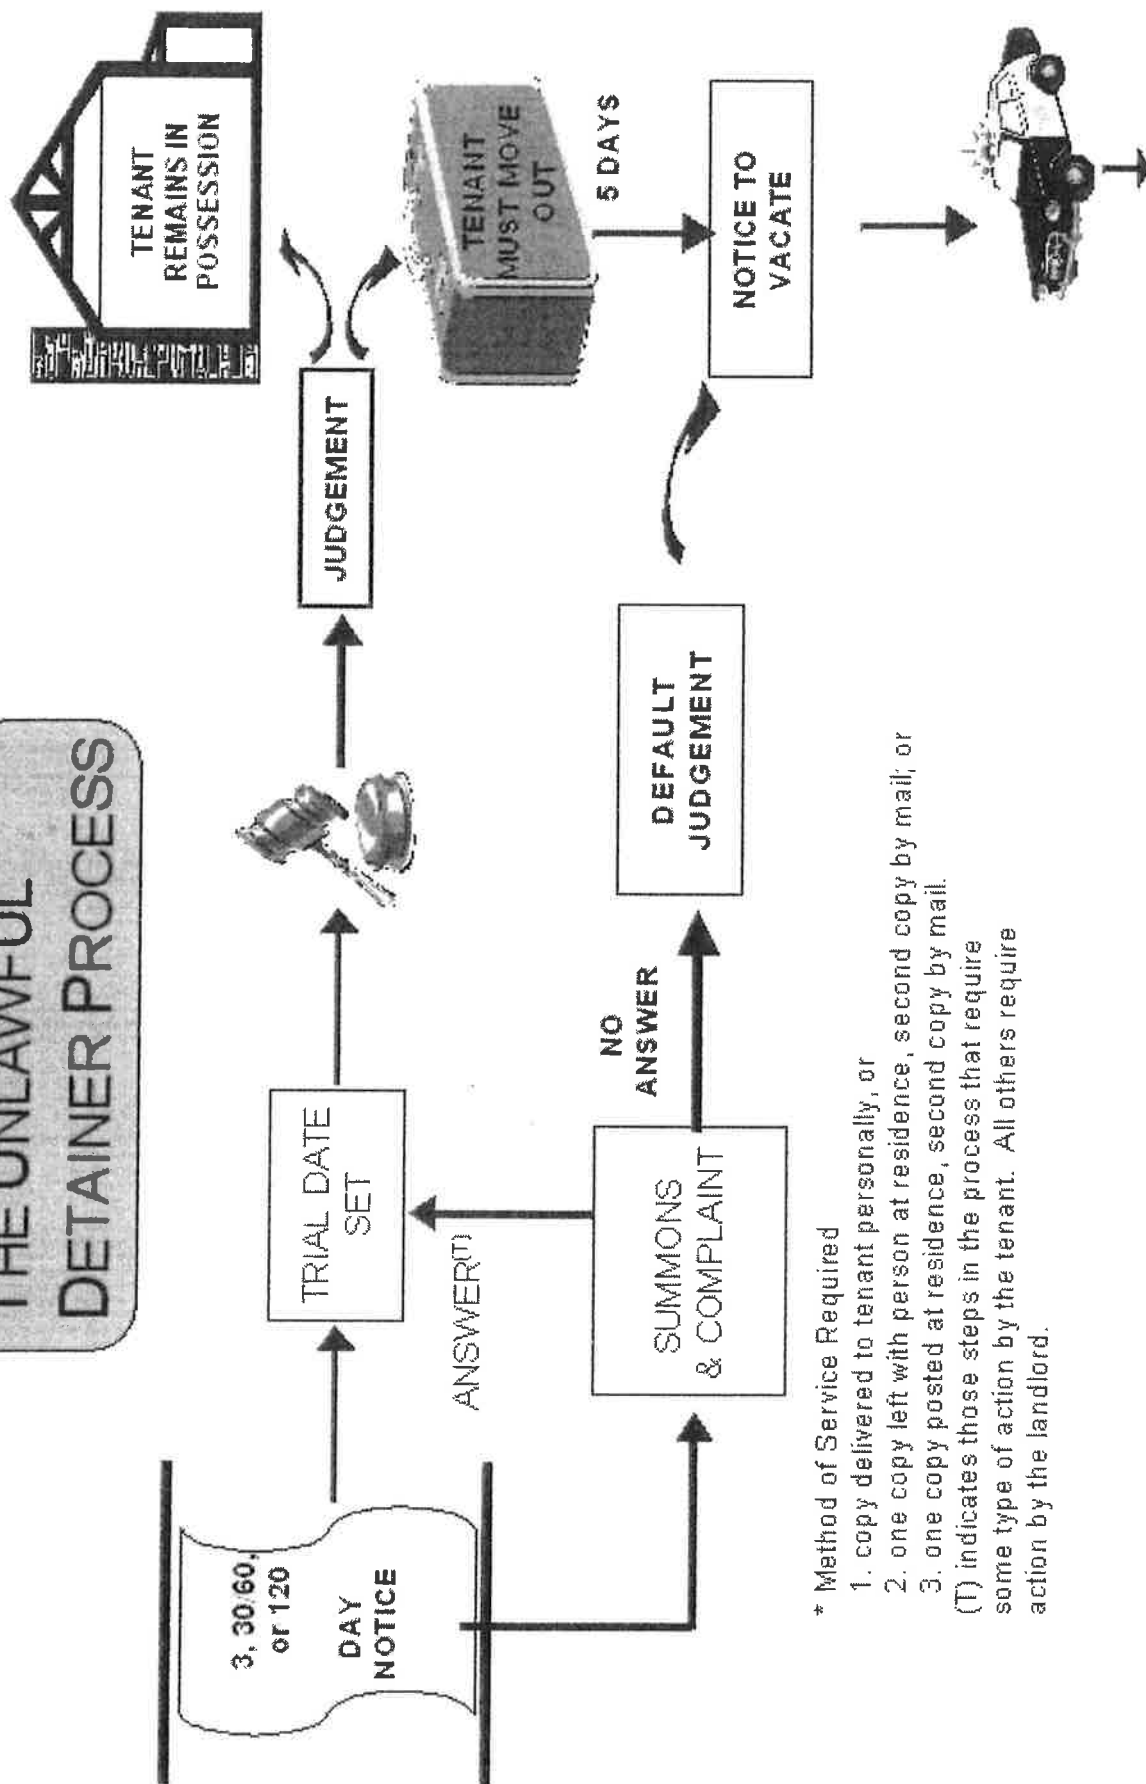 THE UNLAWFUL
DETAINER PROCESS
3, 30/60,
or 120
DAY
NOTICE
TRIAL DATE
SET
JUDGEMENT
TENANT
REMAINS IN
POSSESSION
TENANT
MUST MOVE
OUT
ANSWER(T)
SUMMONS
& COMPLAINT
NO
ANSWER
DEFAULT
JUDGEMENT
5 DAYS
NOTICE TO
VACATE
* Method of Service Required
1. copy delivered to tenant personally, or
2. one copy left with person at residence, second copy by mail; or
3. one copy posted at residence, second copy by mail.
(T) indicates those steps in the process that require
some type of action by the tenant. All others require
action by the landlord.